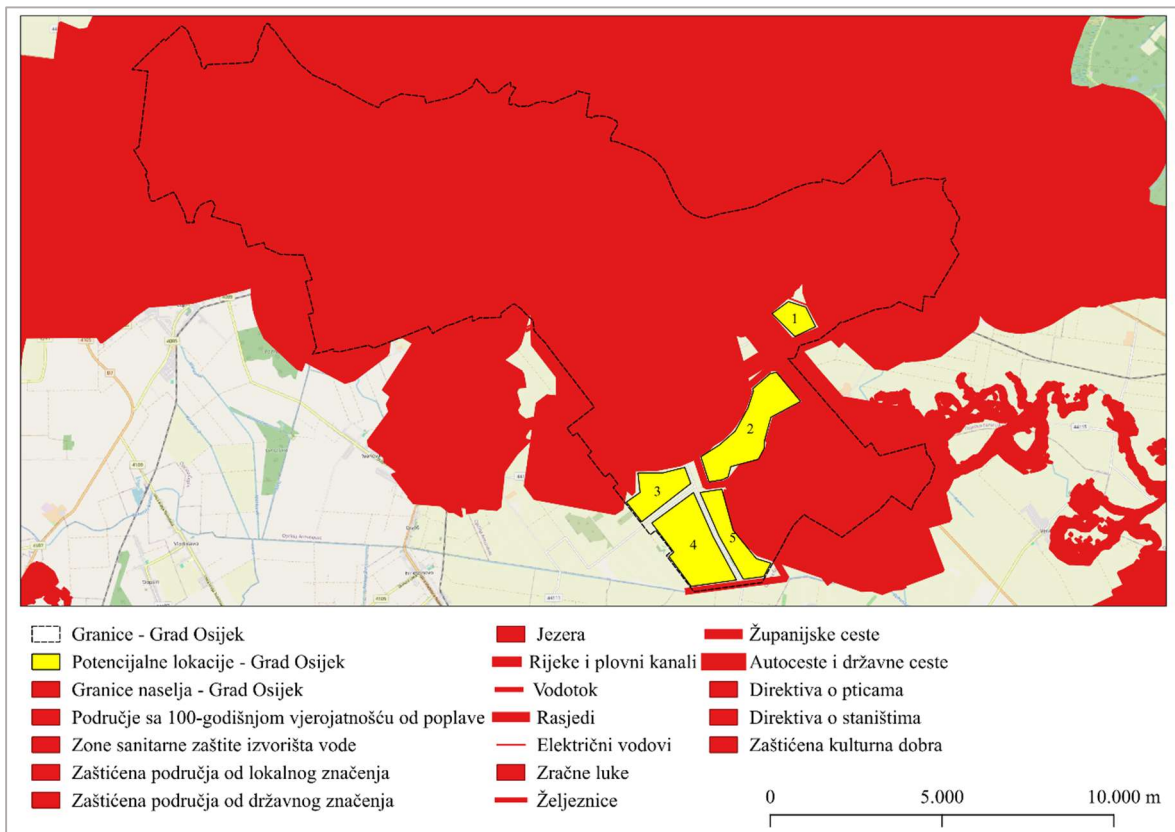 1
2
3
4
5
Granice - Grad Osijek
Potencijalne lokacije - Grad Osijek
Granice naselja - Grad Osijek
Područje sa 100-godišnjom vjerojatnošću od poplave
Zone sanitarne zaštite izvorišta vode
Zaštićena područja od lokalnog značenja
Zaštićena područja od državnog značenja
Jezera
Rijeke i plovni kanali
Vodotok
Rasjedi
Električni vodovi
Zračne luke
Željeznice
Županijske ceste
Autoceste i državne ceste
Direktiva o pticama
Direktiva o staništima
Zaštićena kulturna dobra
0 5.000 10.000 m